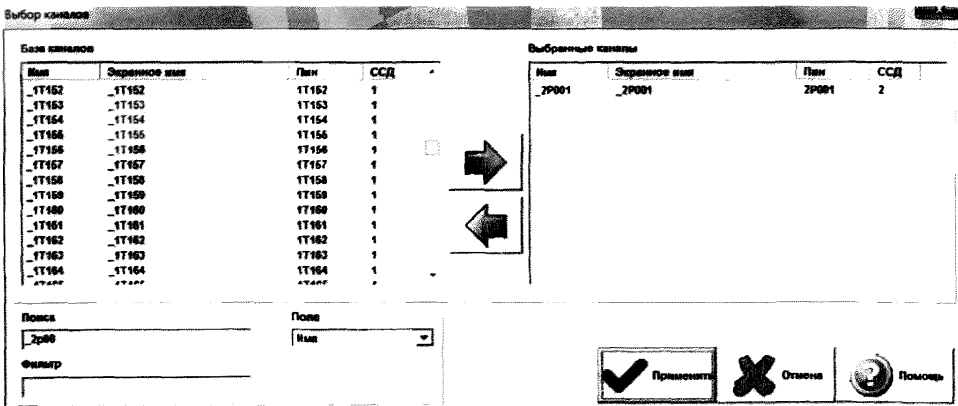 Выбор каналов
База каналов
Имя Экранное имя Пин ССД
_1T152 _1T152 1T152 1
_1T153 _1T153 1T153 1
_1T154 _1T154 1T154 1
_1T155 _1T155 1T155 1
_1T156 _1T156 1T156 1
_1T157 _1T157 1T157 1
_1T158 _1T158 1T158 1
_1T159 _1T159 1T159 1
_1T160 _1T160 1T160 1
_1T161 _1T161 1T161 1
_1T162 _1T162 1T162 1
_1T163 _1T163 1T163 1
_1T164 _1T164 1T164 1
Выбранные каналы
Имя Экранное имя Пин ССД
_2P001 _2P001 2P001 2
Поиск
_2p00
Поле
Имя
Фильтр
Применить
Отмена
Помощь